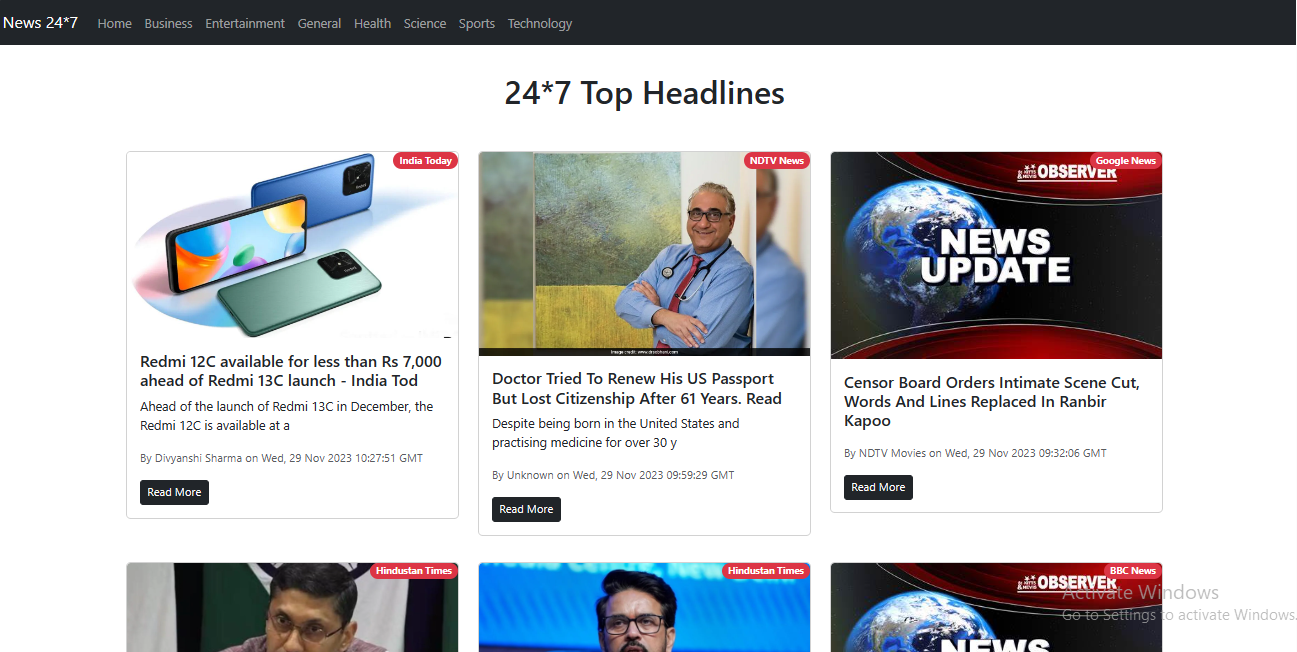 News 24*7 Home Business Entertainment General Health Science Sports Technology
24*7 Top Headlines
India Today
Redmi 12C available for less than Rs 7,000
ahead of Redmi 13C launch - India Tod
Ahead of the launch of Redmi 13C in December, the
Redmi 12C is available at a
By Divyanshi Sharma on Wed, 29 Nov 2023 10:27:51 GMT
Read More
NDTV News
Image credit: www.drsobhani.com
Doctor Tried To Renew His US Passport
But Lost Citizenship After 61 Years. Read
Despite being born in the United States and
practising medicine for over 30 y
By Unknown on Wed, 29 Nov 2023 09:59:29 GMT
Read More
Google News
OBSERVER
NEWS
UPDATE
Censor Board Orders Intimate Scene Cut,
Words And Lines Replaced In Ranbir
Kapoo
By NDTV Movies on Wed, 29 Nov 2023 09:32:06 GMT
Read More
Hindustan Times
Hindustan Times
BBC News
OBSERVER
NEWS
Activate Windows
Go to Settings to activate Windows.